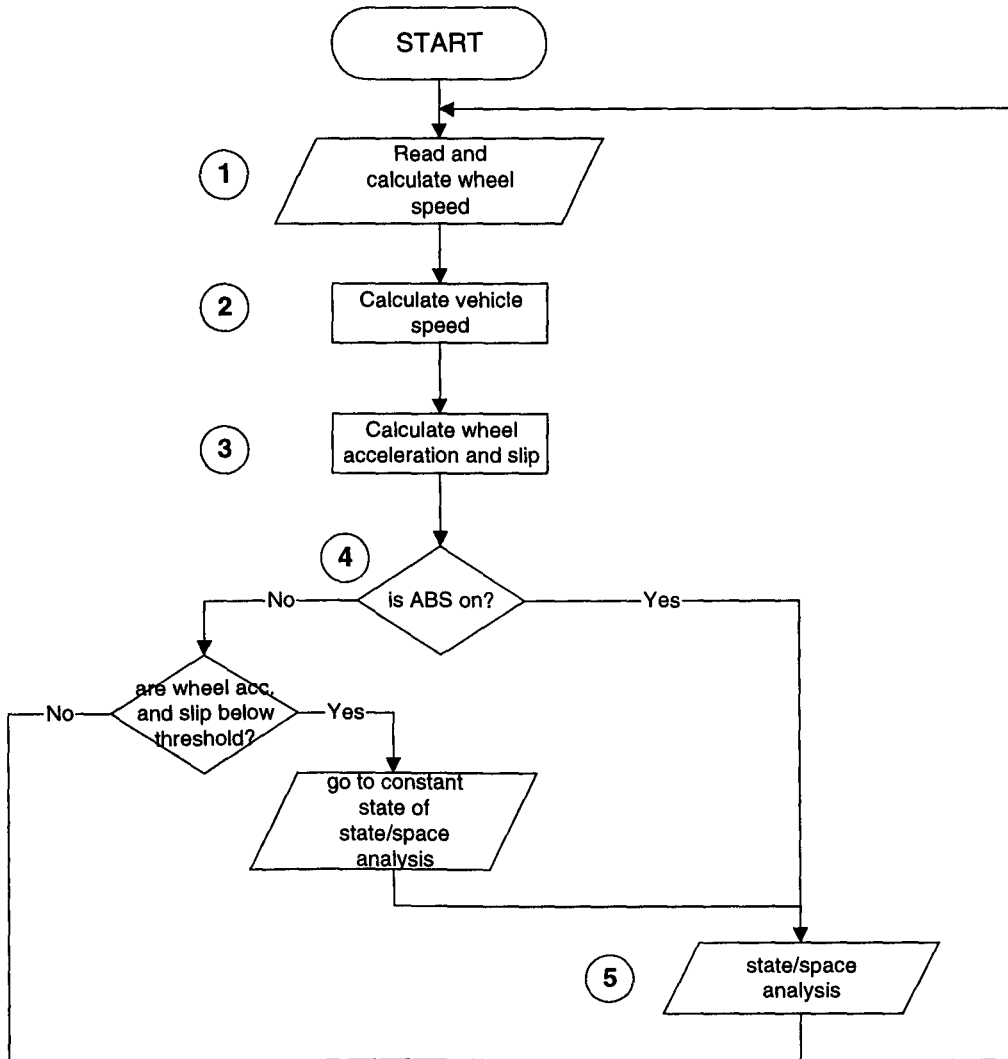 START
1
Read and
calculate wheel
speed
2
Calculate vehicle
speed
3
Calculate wheel
acceleration and slip
4
is ABS on?
No
Yes
are wheel acc,
and slip below
threshold?
No
Yes
go to constant
state of
state/space
analysis
5
state/space
analysis